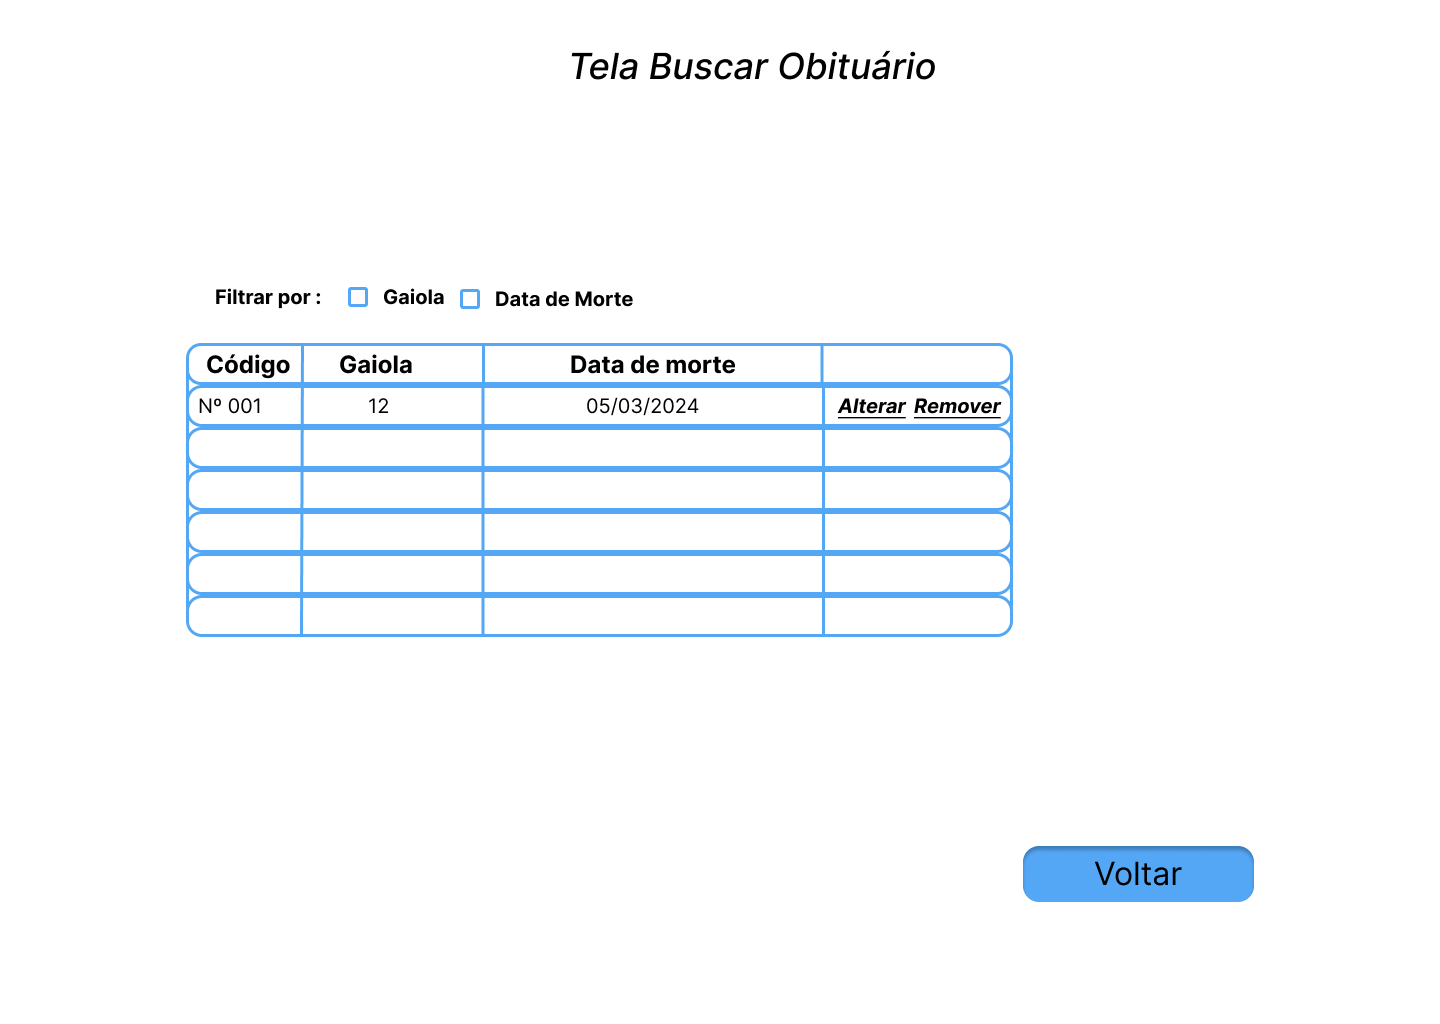 Tela Buscar Obituário
Filtrar por : Gaiola Data de Morte
Código Gaiola Data de morte
Nº 001 12 05/03/2024 Alterar Remover
Voltar